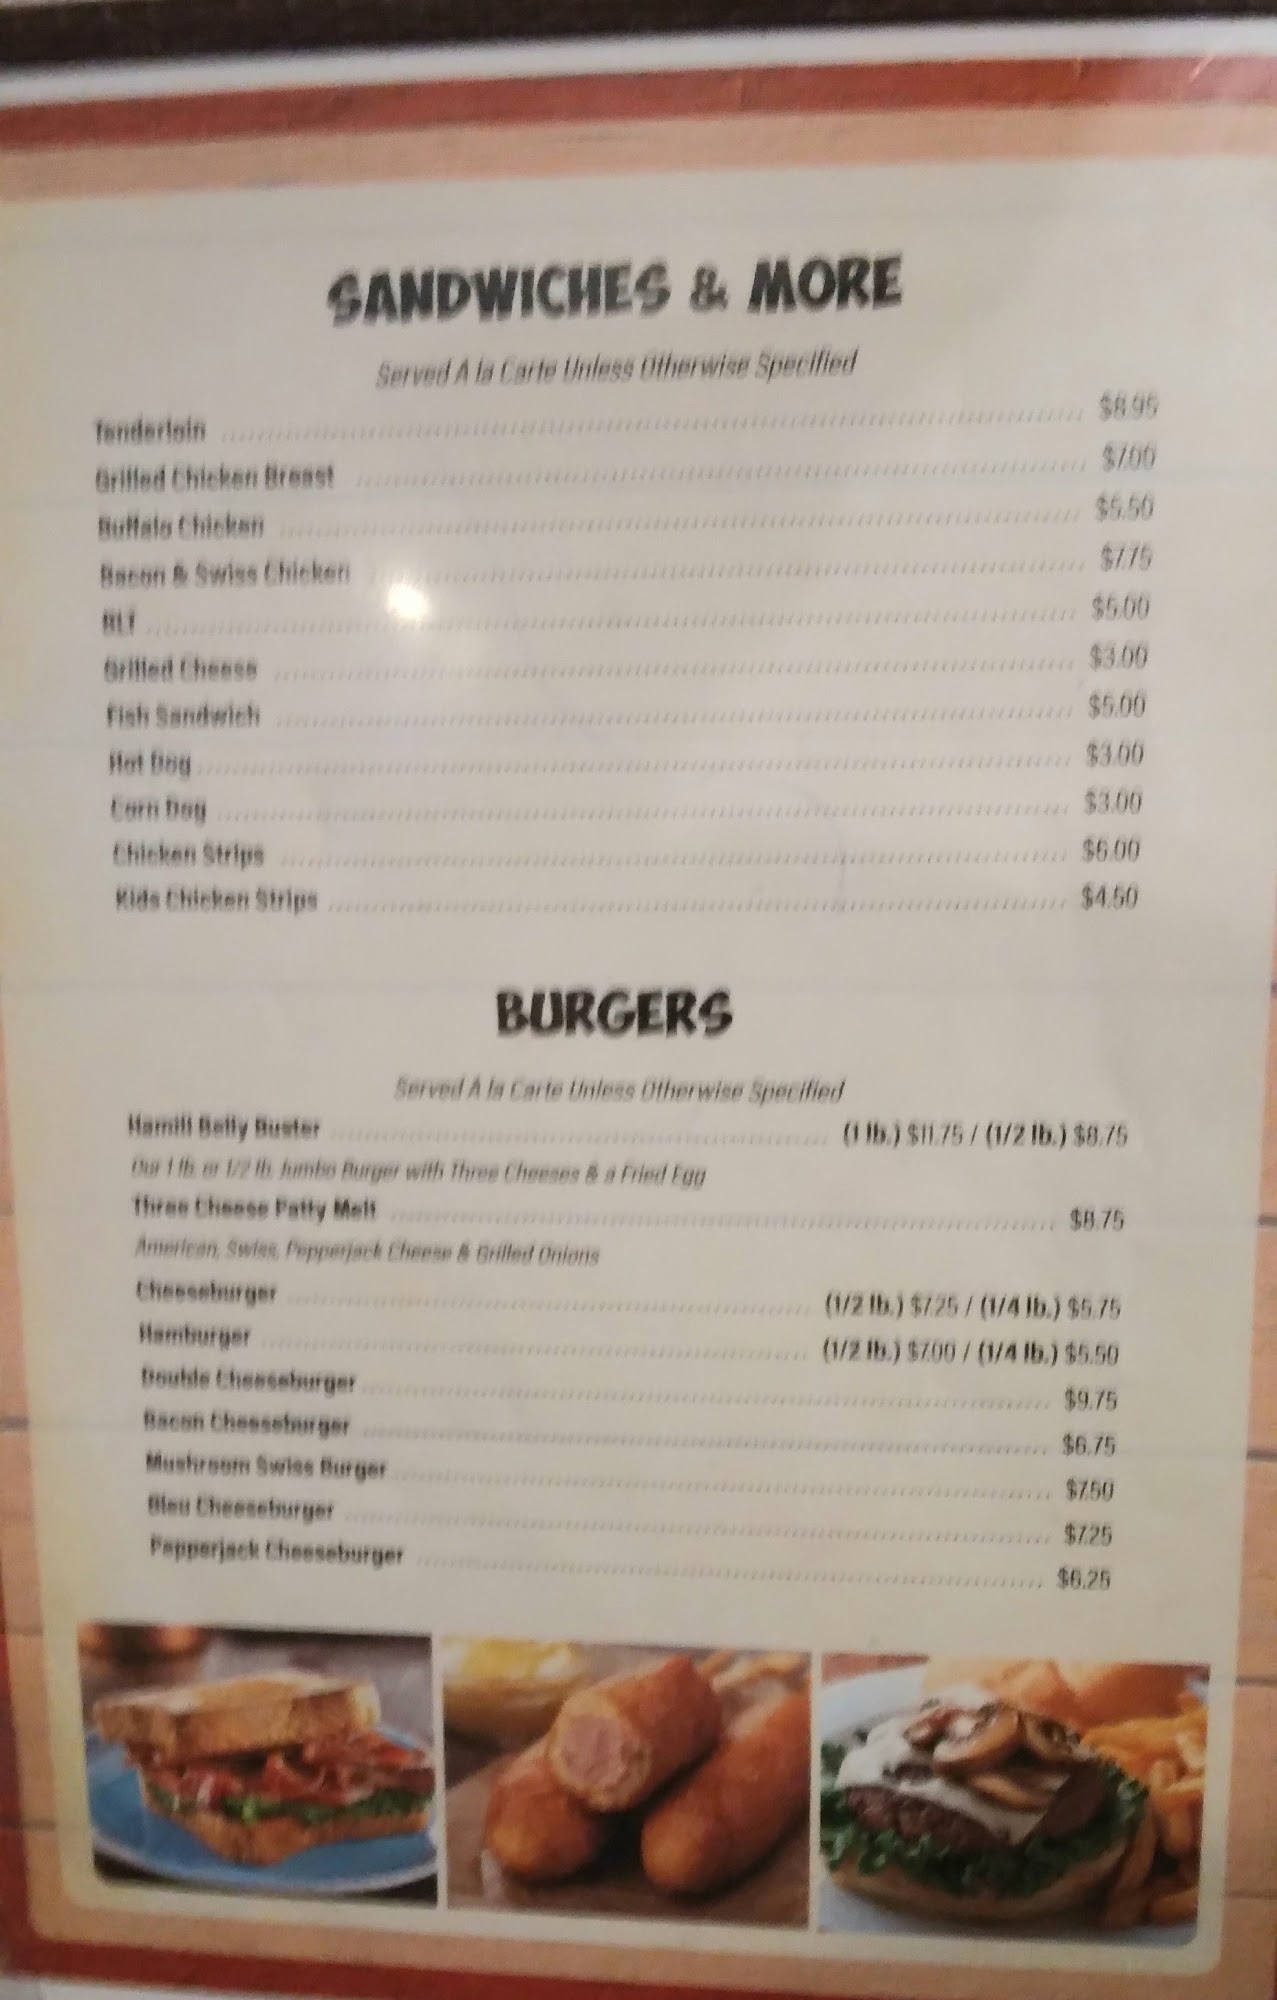 SANDWICHES & MORE
Served A la Carte Unless Otherwise Specified
Tenderloin $8.95
Grilled Chicken Breast $7.00
Buffalo Chicken $5.50
Bacon & Swiss Chicken $7.75
BLT $5.00
Grilled Cheese $3.00
Fish Sandwich $5.00
Hot Dog $3.00
Corn Dog $3.00
Chicken Strips $6.00
Kids Chicken Strips $4.50
BURGERS
Served A la Carte Unless Otherwise Specified
Hamill Belly Buster (1 lb.) $11.75 / (1/2 lb.) $8.75
Our 1 lb. or 1/2 lb. Jumbo Burger with Three Cheeses & a Fried Egg
Three Cheese Patty Melt $8.75
American, Swiss, Pepperjack Cheese & Grilled Onions
Cheeseburger (1/2 lb.) $7.25 / (1/4 lb.) $5.75
Hamburger (1/2 lb.) $7.00 / (1/4 lb.) $5.50
Double Cheeseburger $9.75
Bacon Cheeseburger $6.75
Mushroom Swiss Burger $7.50
Bleu Cheeseburger $7.25
Pepperjack Cheeseburger $6.25